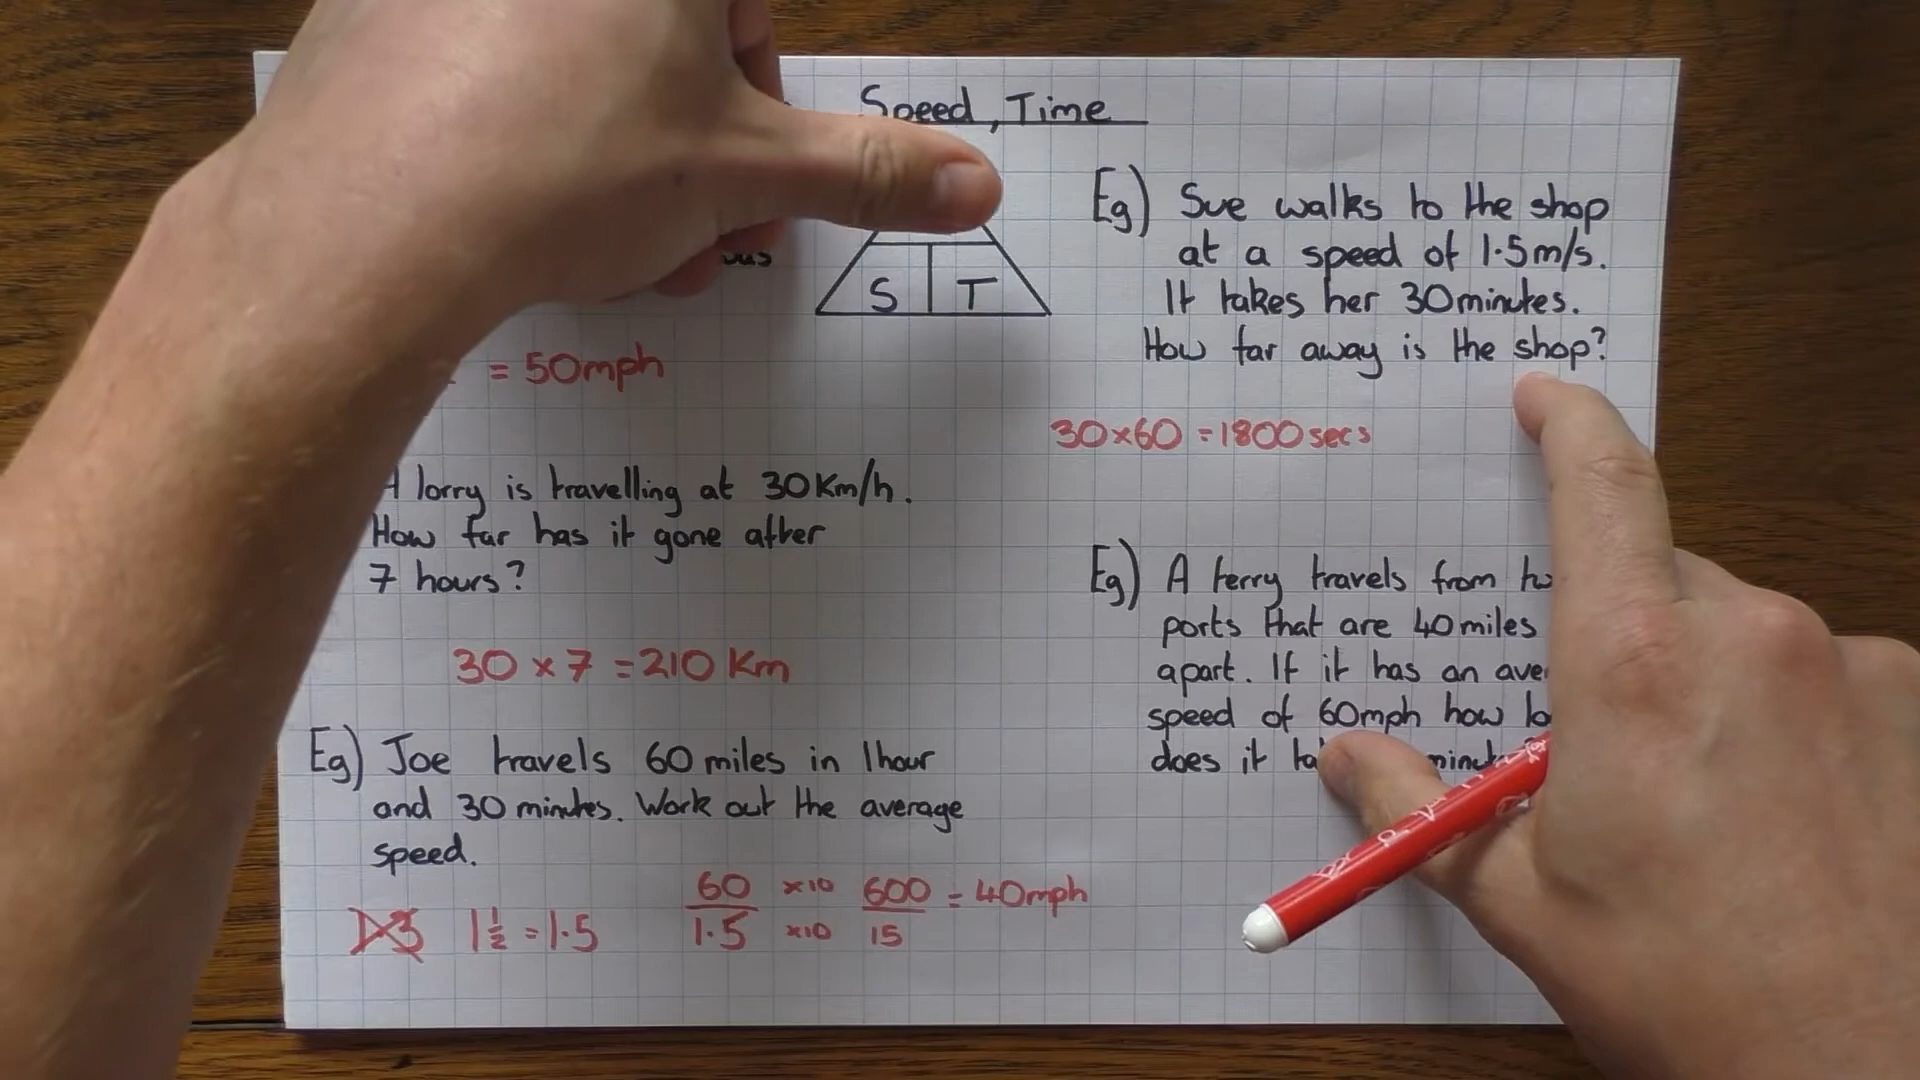 Speed, Time
S T
= 50mph
lorry is travelling at 30Km/h.
How far has it gone after
7 hours?
30 × 7 = 210 Km
Eg) Joe travels 60 miles in 1hour
and 30 minutes. Work out the average
speed.
1 1/2 = 1·5
60 ×10 600 = 40mph
1·5 ×10 15
Eg) Sue walks to the shop
at a speed of 1·5m/s.
It takes her 30minutes.
How far away is the shop?
30×60 = 1800 secs
Eg) A ferry travels from
ports that are 40 miles
apart. If it has an
speed of 60mph how
does it